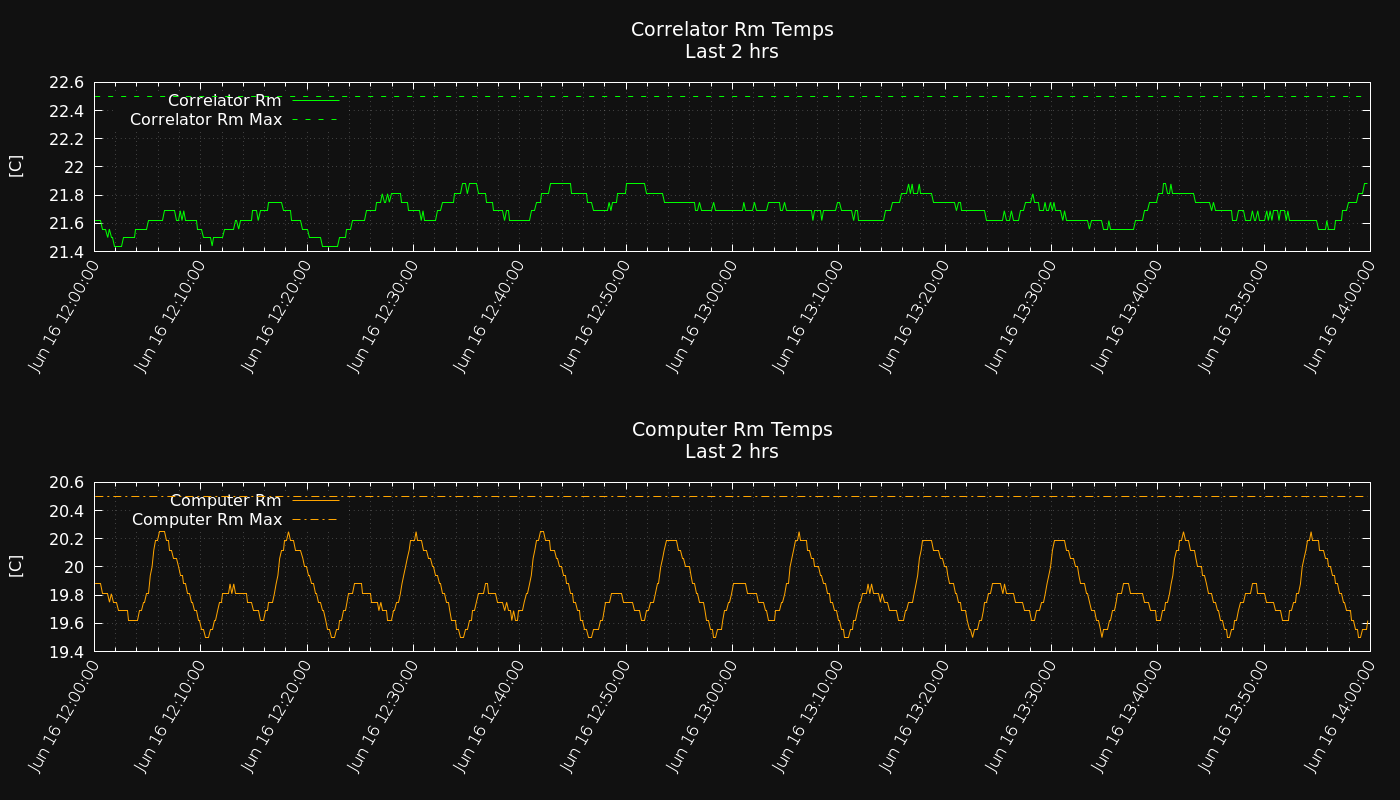 Correlator Rm Temps
Last 2 hrs
22.6
22.4
22.2
22
21.8
21.6
21.4
[C]
Correlator Rm
Correlator Rm Max
Jun 16 12:00:00
Jun 16 12:10:00
Jun 16 12:20:00
Jun 16 12:30:00
Jun 16 12:40:00
Jun 16 12:50:00
Jun 16 13:00:00
Jun 16 13:10:00
Jun 16 13:20:00
Jun 16 13:30:00
Jun 16 13:40:00
Jun 16 13:50:00
Jun 16 14:00:00
Computer Rm Temps
Last 2 hrs
20.6
20.4
20.2
20
19.8
19.6
19.4
[C]
Computer Rm
Computer Rm Max
Jun 16 12:00:00
Jun 16 12:10:00
Jun 16 12:20:00
Jun 16 12:30:00
Jun 16 12:40:00
Jun 16 12:50:00
Jun 16 13:00:00
Jun 16 13:10:00
Jun 16 13:20:00
Jun 16 13:30:00
Jun 16 13:40:00
Jun 16 13:50:00
Jun 16 14:00:00